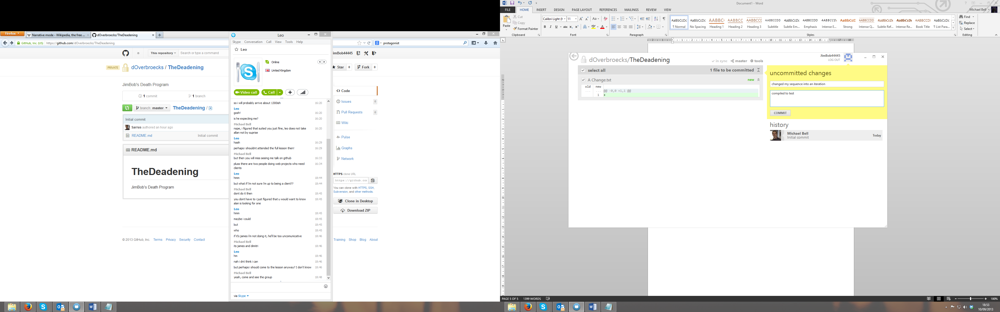 Firefox
Narrative mode - Wikipedia, the free ...
dOverbroecks/TheDeadening
GitHub, Inc. (US)
https://github.com/dOverbroecks/TheDeadening
protagonist
This repository
Search or type a command
imBob44445
PRIVATE
dOverbroecks / TheDeadening
Star 0
Fork 0
JimBob's Death Program
1 commit
1 branch
branch: master
TheDeadening /
Initial commit
Sarrus authored an hour ago
README.md
Initial commit
README.md
TheDeadening
JimBob's Death Program
Code
Issues 0
Pull Requests 0
Wiki
Pulse
Graphs
Network
HTTPS clone URL
https://github.con
You can clone with HTTPS, SSH,
Subversion, and other methods.
Clone in Desktop
Download ZIP
© 2013 GitHub, Inc. Terms Privacy Security Contact
Training Shop Blog About
Leo
Skype Conversation Call View Tools Help
Leo
Online
United Kingdom
Video call
Call
so i will probably arrive about 1300ish 16:20
Leo
gosh! 16:20
is he expecting me? 16:20
Michael Bell
nope, i figured that suited you just fine, leo does not take 16:20
allan not by suprise
Leo
haah 16:29
perhaps i shouldnt attended the full lesson then! 16:29
Michael Bell
but then you will miss seeing me talk on github 16:33
pluss there are two people doing web projects who need 16:34
clients
Leo
hmm 18:44
but what if i'm not sure i'm up to being a client?? 18:44
Michael Bell
dont do it then 18:45
you dont have to i just figured that u would want to know 18:45
alan is looking for one
Leo
hmm 18:45
maybe i could 18:45
but 18:45
who 18:45
if it's james i'm not doing it, he'll be too uncomunicative 18:46
Michael Bell
its james and dimitri 18:46
Leo
hm 18:46
nah i dnt think i can 18:46
but perhaps i should come to the lesson anyway? I don't know 18:46
Michael Bell
yeah, come and see the group 18:48
via Skype
Document1 - Word
FILE HOME INSERT DESIGN PAGE LAYOUT REFERENCES MAILINGS REVIEW VIEW
Michael Bell
Paste
Cut
Copy
Format Painter
Clipboard
Calibri Light (H 11
Font
Paragraph
¶ Normal
No Spacing
Heading 1
Heading 2
Heading 3
Subtitle
Subtle Em...
Emphasis
Intense E...
Strong
Intense Q...
Subtle Ref...
Intense Re...
Book Title
¶ List Para...
Styles
Find
Replace
Select
Editing
dOverbroecks/TheDeadening
in sync
master
tools
JimBob44445
LOG OUT
select all
1 file to be committed
A Change.txt
new
old new
... ... @@ -0,0 +1,1 @@
1 +
uncommitted changes
changed my sequence into an iteration
compiled to test
COMMIT
history
Michael Bell
Initial commit
Today
PAGE 5 OF 5
1399 WORDS
100%
18:53
10/09/2013